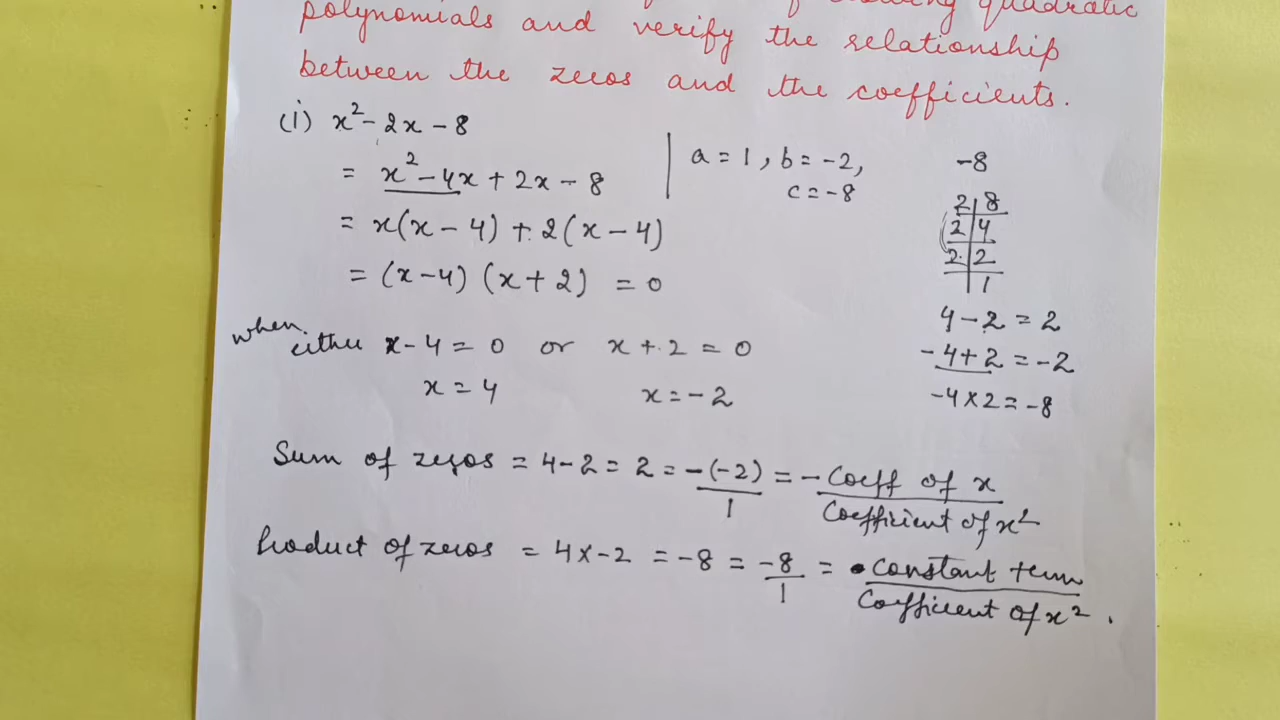 of following quadratic
polynomials and verify the relationship
between the zeros and the coefficients.
(i) x² - 2x - 8
= x² - 4x + 2x - 8
= x(x - 4) + 2(x - 4)
= (x-4) (x+2) = 0
a = 1, b = -2,
c = -8
-8
2 | 8
2 | 4
2 | 2
| 1
4 - 2 = 2
-4+2 = -2
-4×2 = -8
when
either x - 4 = 0 or x + 2 = 0
x = 4 x = -2
Sum of zeros = 4-2 = 2 = -(-2)/1 = - Coeff of x / Coefficient of x²
Product of zeros = 4 x -2 = -8 = -8/1 = constant term / Coefficient of x².